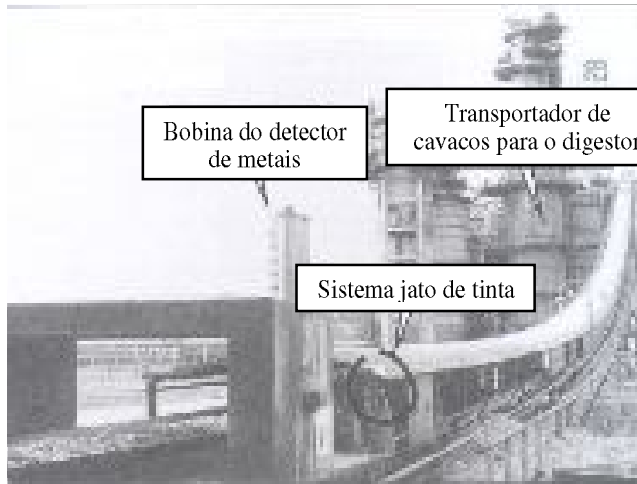 Bobina do detector
de metais
Transportador de
cavacos para o digestor
Sistema jato de tinta